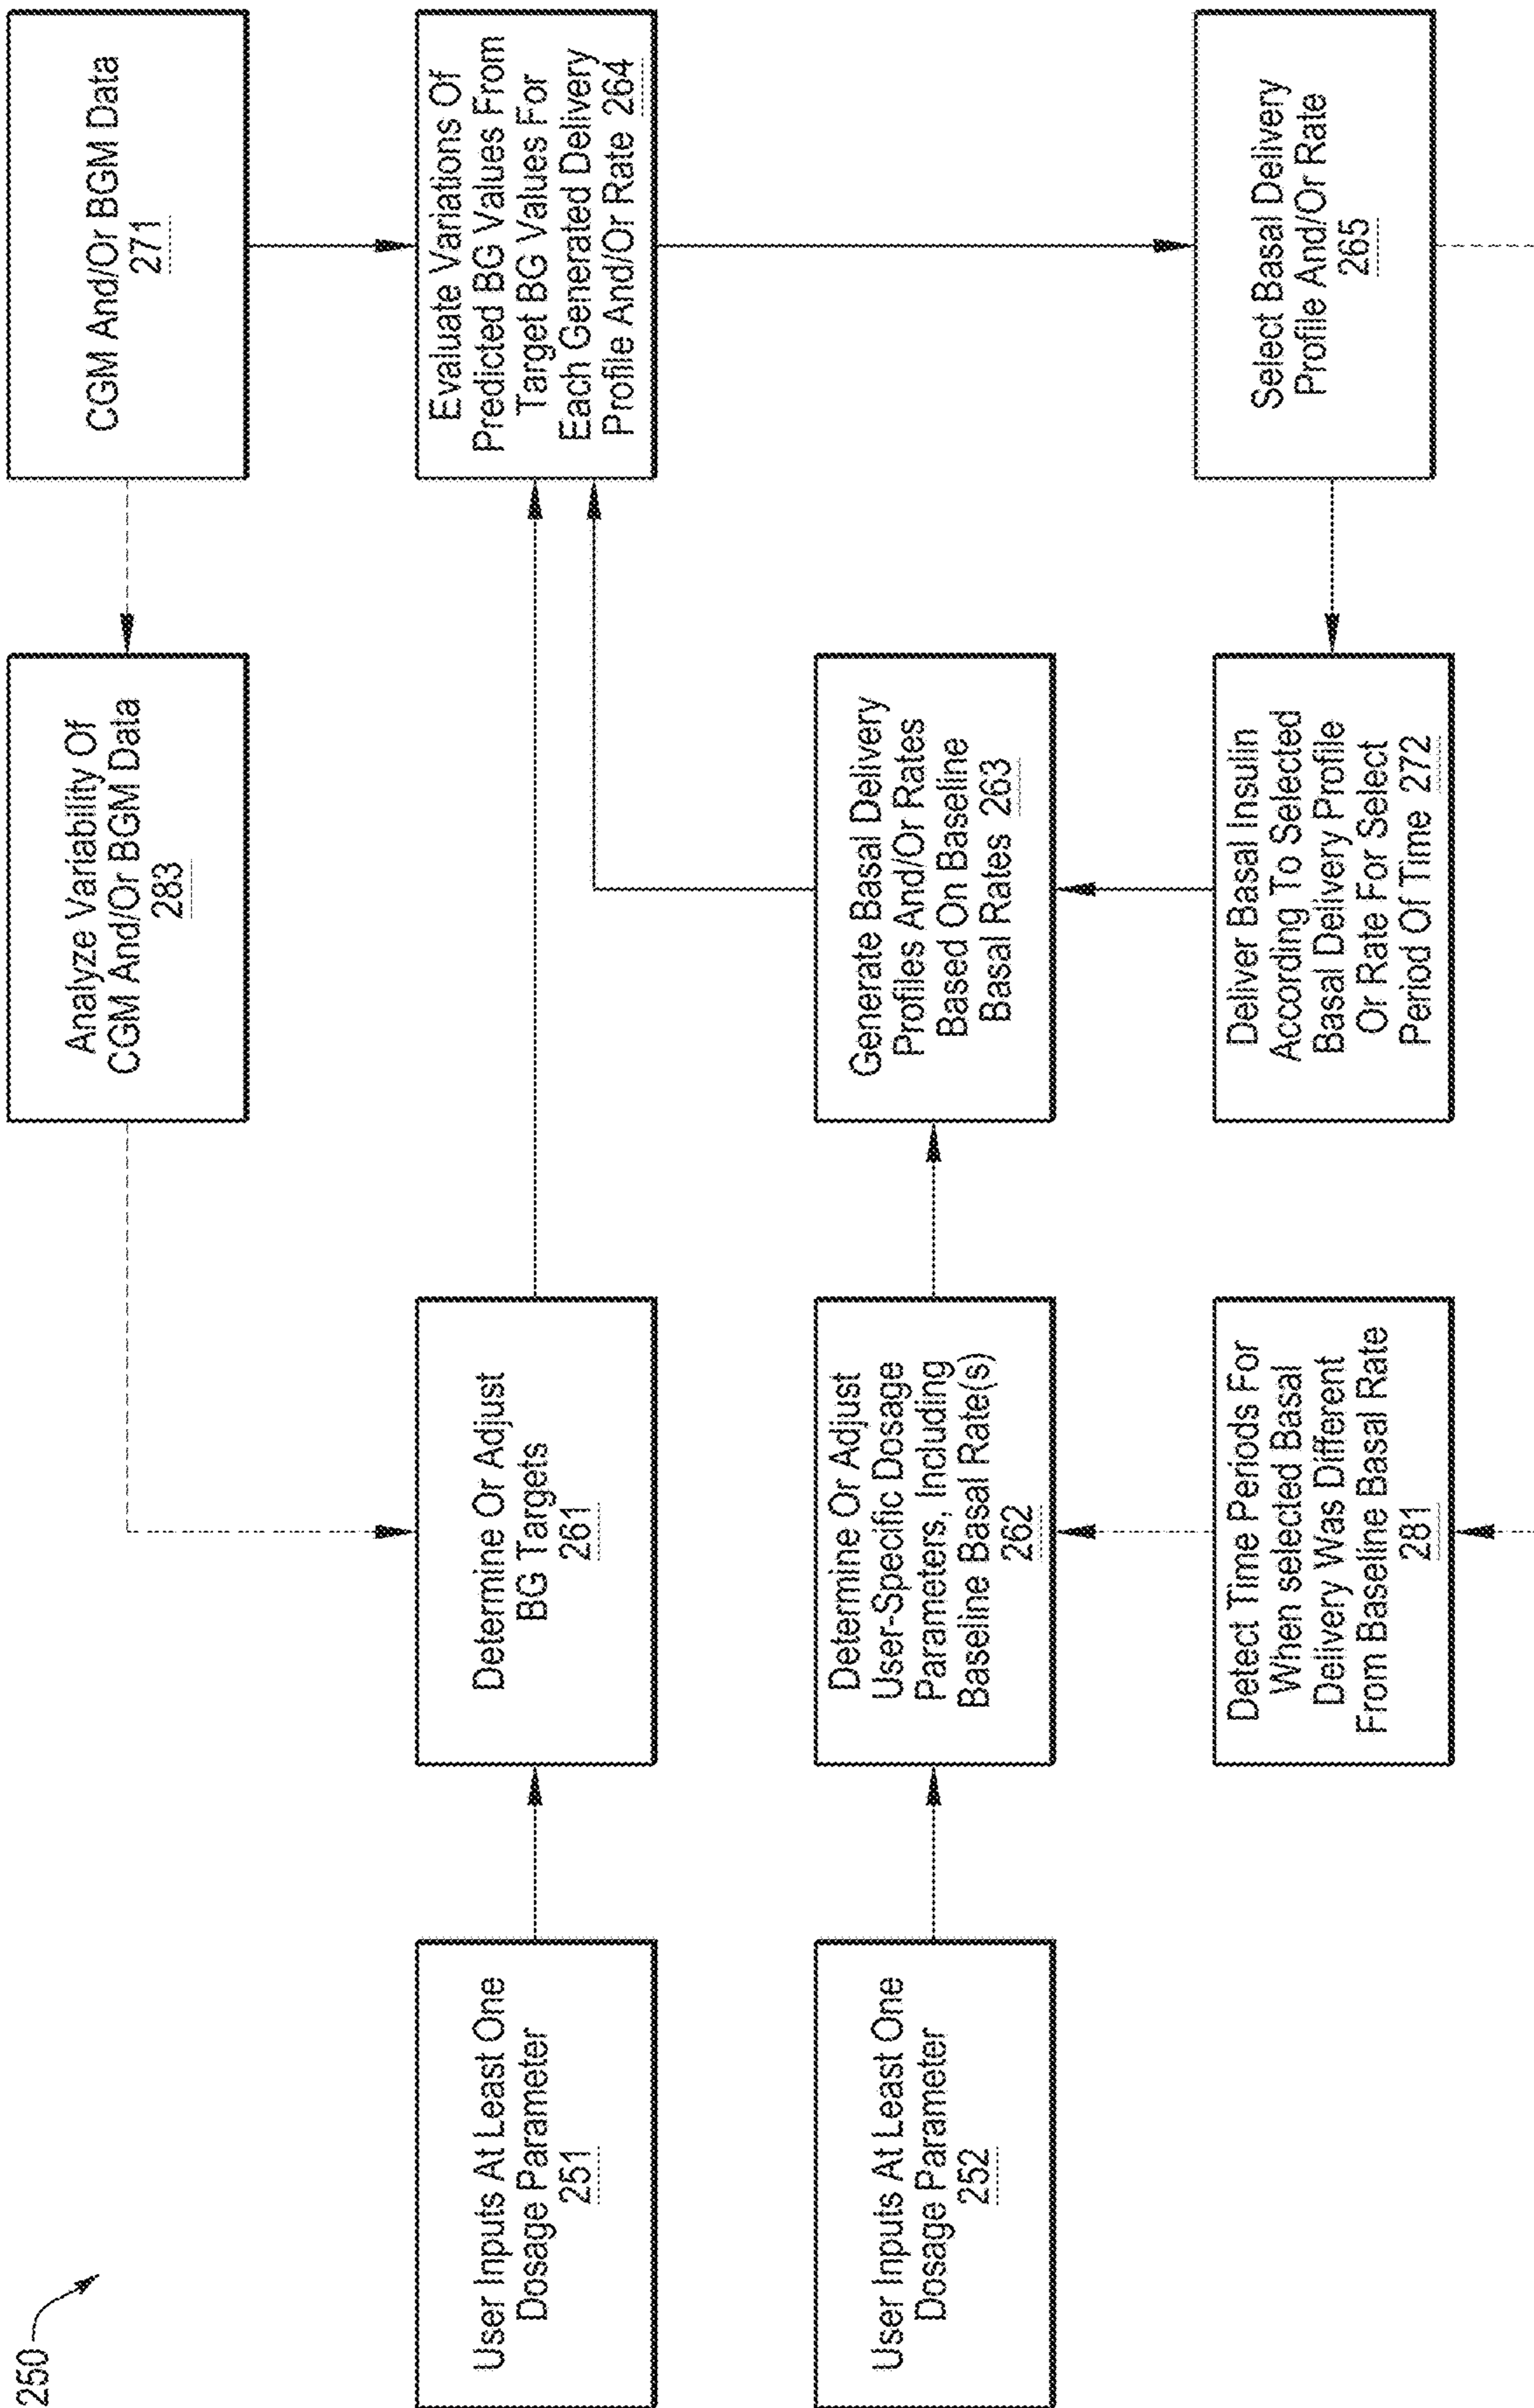 250
CGM And/Or BGM Data
271
Analyze Variability Of
CGM And/Or BGM Data
283
User Inputs At Least One
Dosage Parameter
251
Determine Or Adjust
BG Targets
261
Evaluate Variations Of
Predicted BG Values From
Target BG Values For
Each Generated Delivery
Profile And/Or Rate 264
User Inputs At Least One
Dosage Parameter
252
Determine Or Adjust
User-Specific Dosage
Parameters, Including
Baseline Basal Rate(s)
262
Generate Basal Delivery
Profiles And/Or Rates
Based On Baseline
Basal Rates 263
Detect Time Periods For
When selected Basal
Delivery Was Different
From Baseline Basal Rate
281
Deliver Basal Insulin
According To Selected
Basal Delivery Profile
Or Rate For Select
Period Of Time 272
Select Basal Delivery
Profile And/Or Rate
265